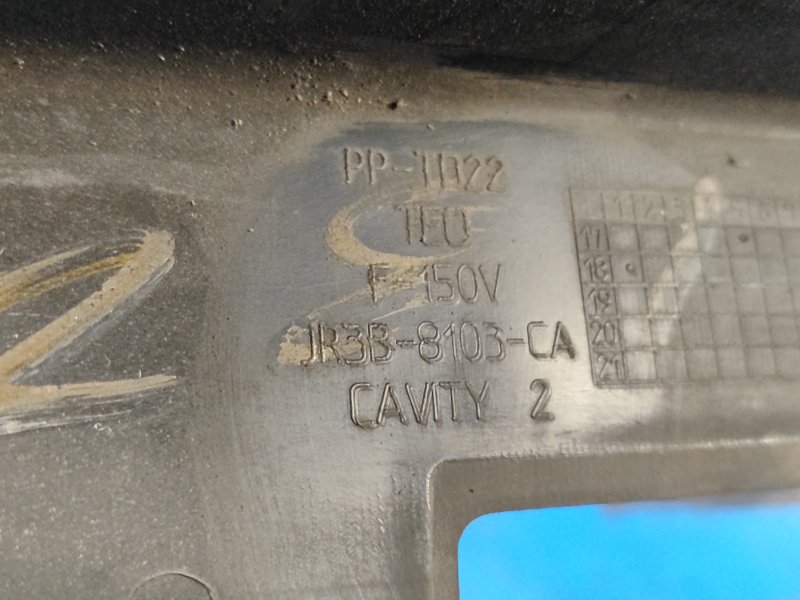 PP-TD22
TEO
F-150V
JR3B-8103-CA
CAVITY 2
17
18
19
20
21